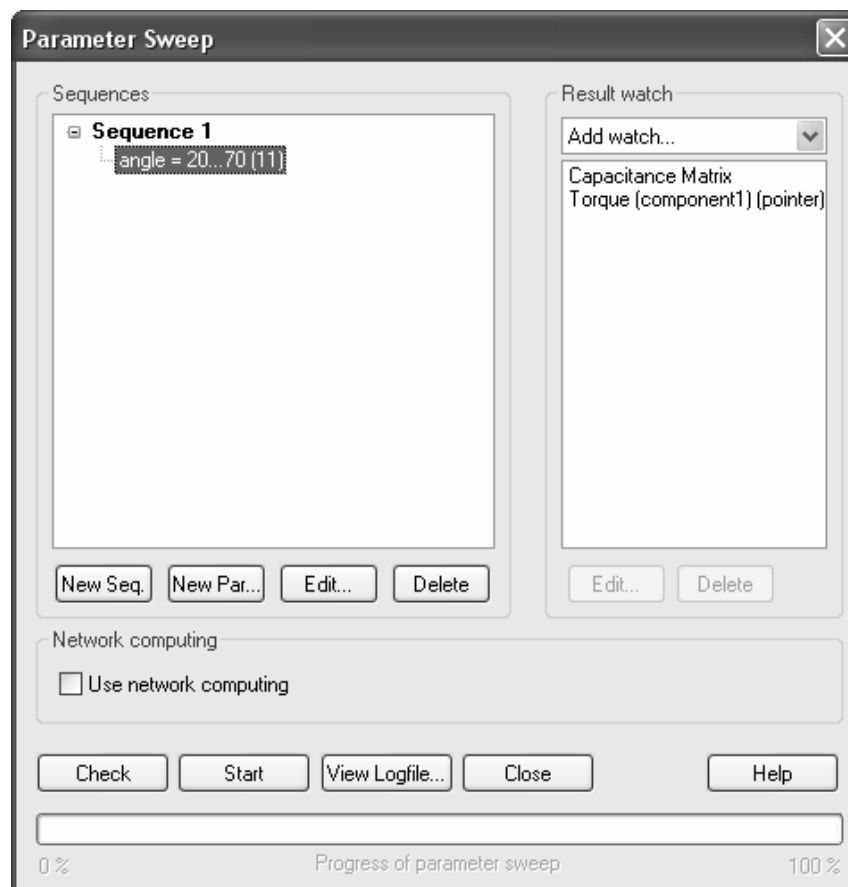 Parameter Sweep
Sequences
Sequence 1
angle = 20...70 (11)
New Seq. New Par... Edit... Delete
Result watch
Add watch...
Capacitance Matrix
Torque (component1) (pointer)
Edit... Delete
Network computing
Use network computing
Check Start View Logfile... Close Help
0 % Progress of parameter sweep 100 %